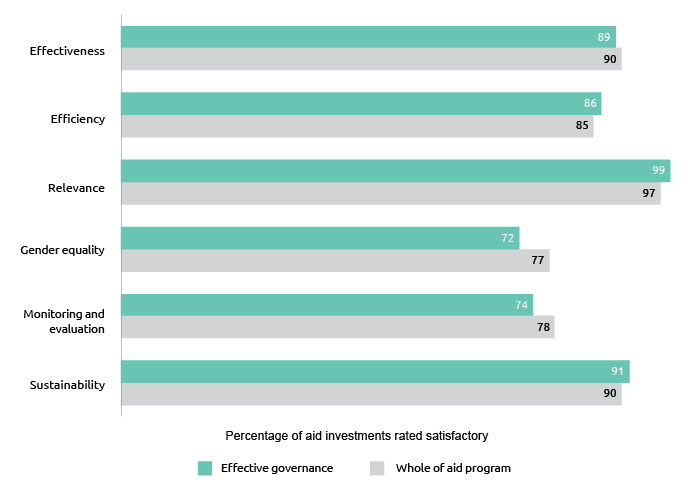 Effectiveness
89
90
Efficiency
86
85
Relevance
99
97
Gender equality
72
77
Monitoring and
evaluation
74
78
Sustainability
91
90
Percentage of aid investments rated satisfactory
Effective governance
Whole of aid program